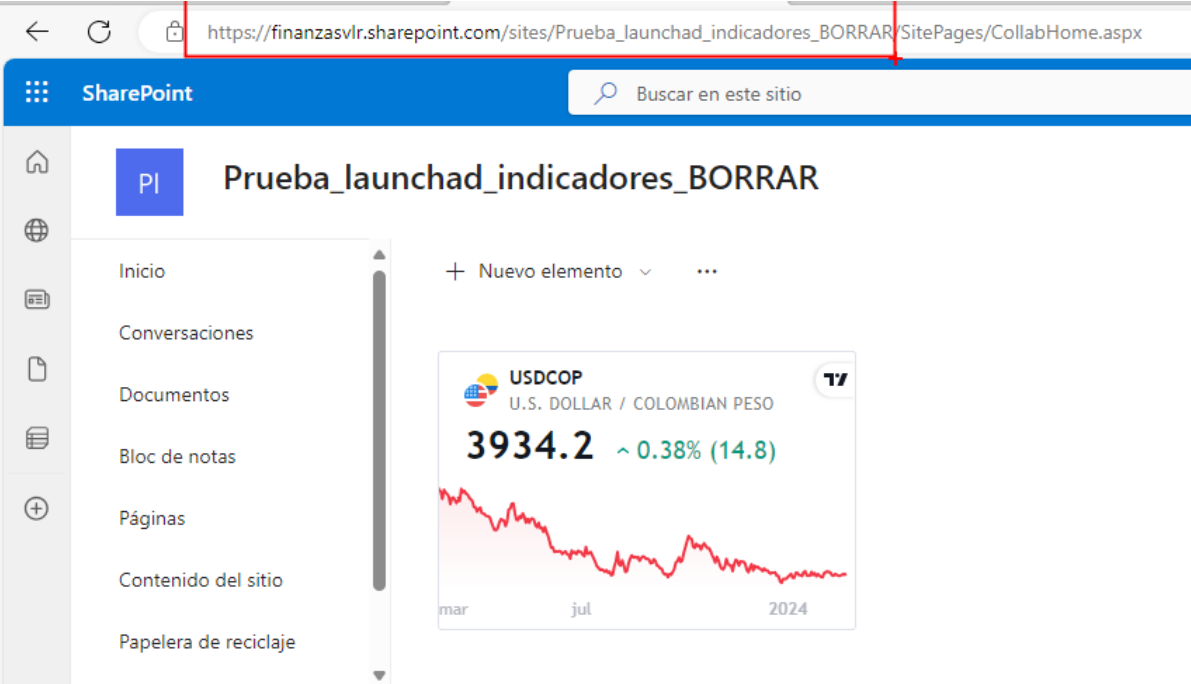 https://finanzasvlr.sharepoint.com/sites/Prueba_launchad_indicadores_BORRAR/SitePages/CollabHome.aspx
SharePoint
Buscar en este sitio
PI
Prueba_launchad_indicadores_BORRAR
Inicio
Conversaciones
Documentos
Bloc de notas
Páginas
Contenido del sitio
Papelera de reciclaje
+ Nuevo elemento ...
USDCOP
U.S. DOLLAR / COLOMBIAN PESO
3934.2 0.38% (14.8)
mar jul 2024